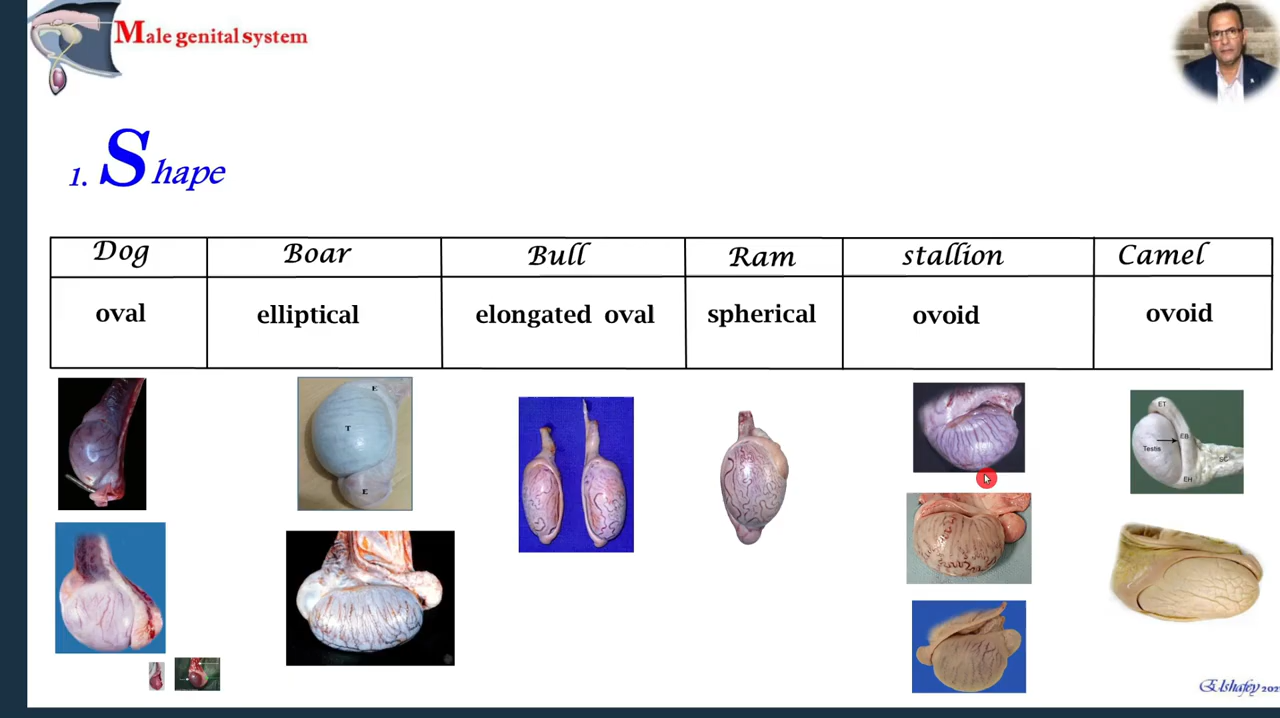 Male genital system
1. Shape
Dog Boar Bull Ram stallion Camel
oval elliptical elongated oval spherical ovoid ovoid
E
T
E
ET
EB
Testis
EH